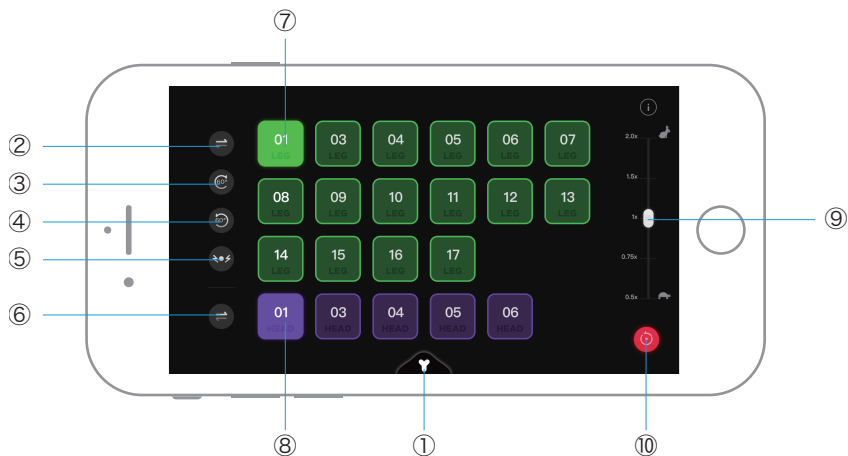 ⑦
② 01 LEG 03 LEG 04 LEG 05 LEG 06 LEG 07 LEG i 2.0x
③ 60° 1.5x
④ 60° 08 LEG 09 LEG 10 LEG 11 LEG 12 LEG 13 LEG 1x ⑨
⑤ 14 LEG 15 LEG 16 LEG 17 LEG 0.75x
⑥ 01 HEAD 03 HEAD 04 HEAD 05 HEAD 06 HEAD 0.5x
⑧ ① ⑩